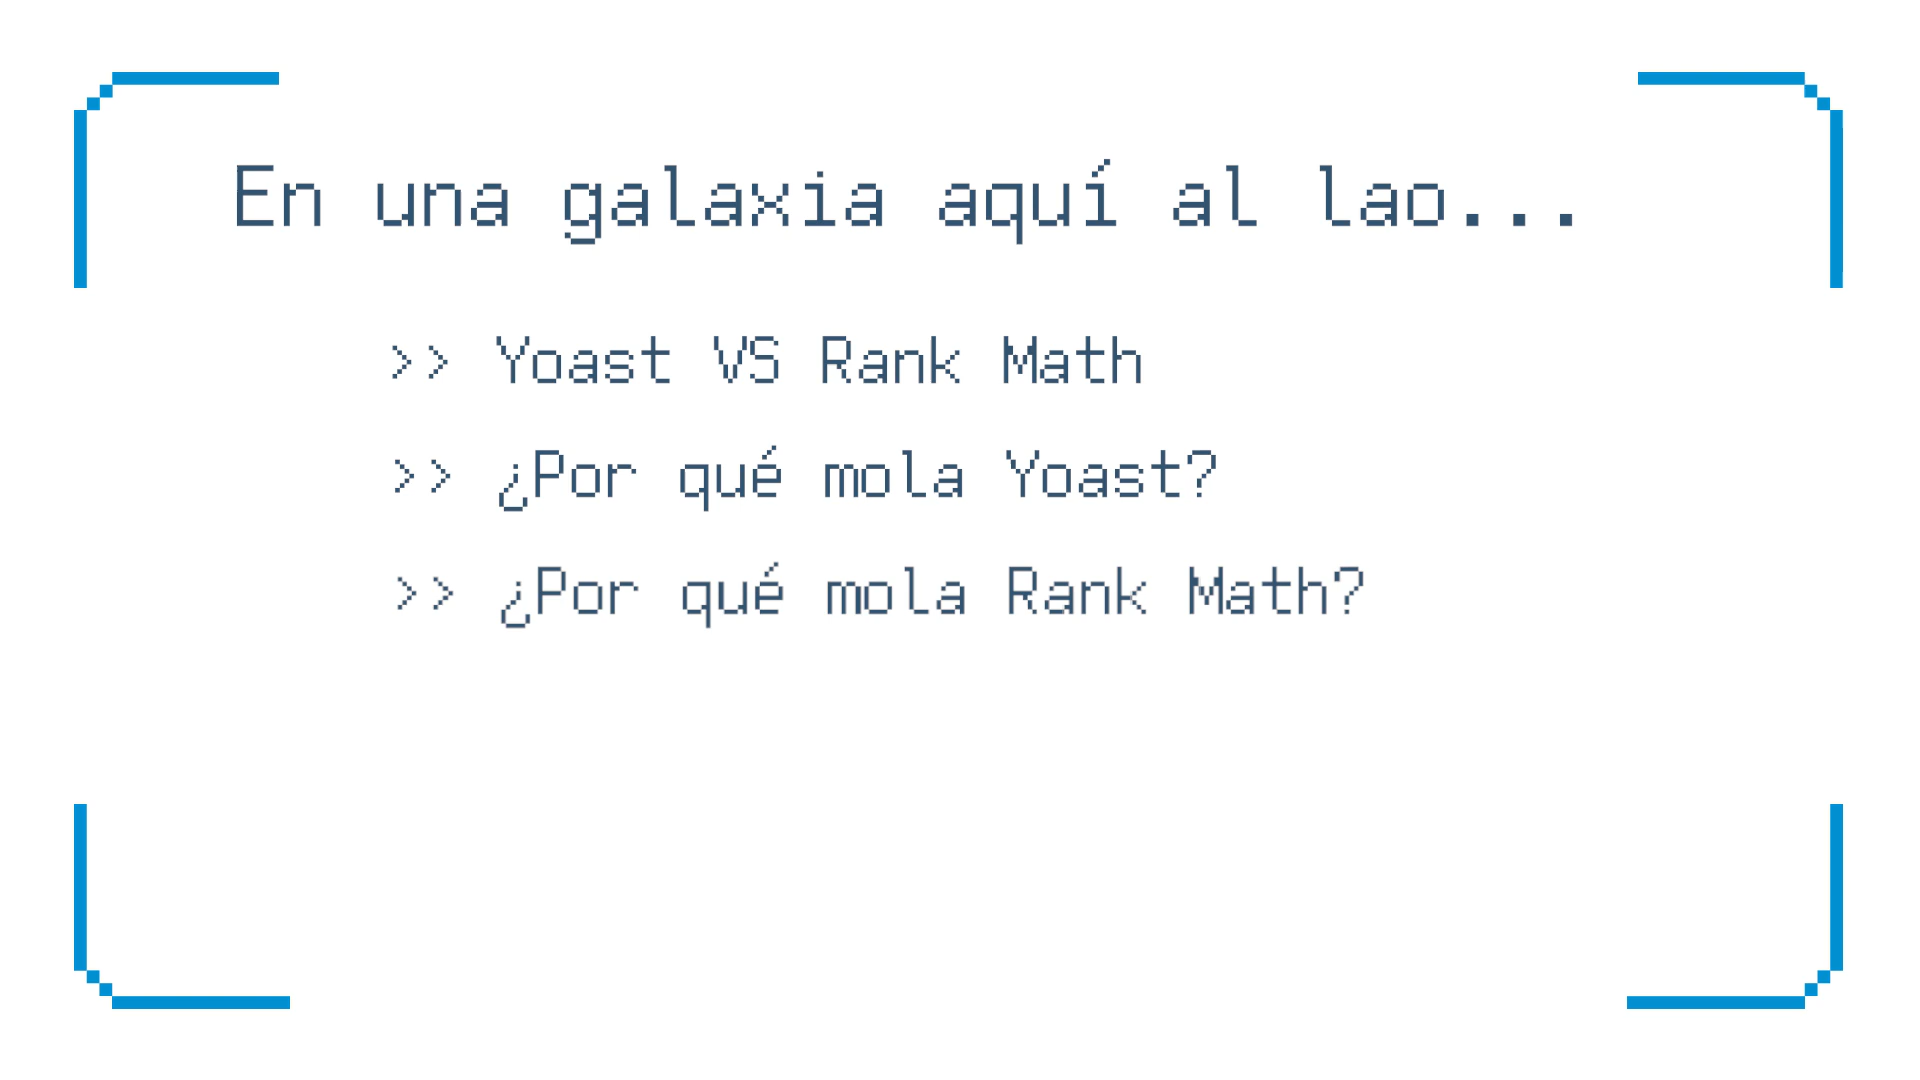 En una galaxia aquí al lao...
>> Yoast VS Rank Math
>> ¿Por qué mola Yoast?
>> ¿Por qué mola Rank Math?